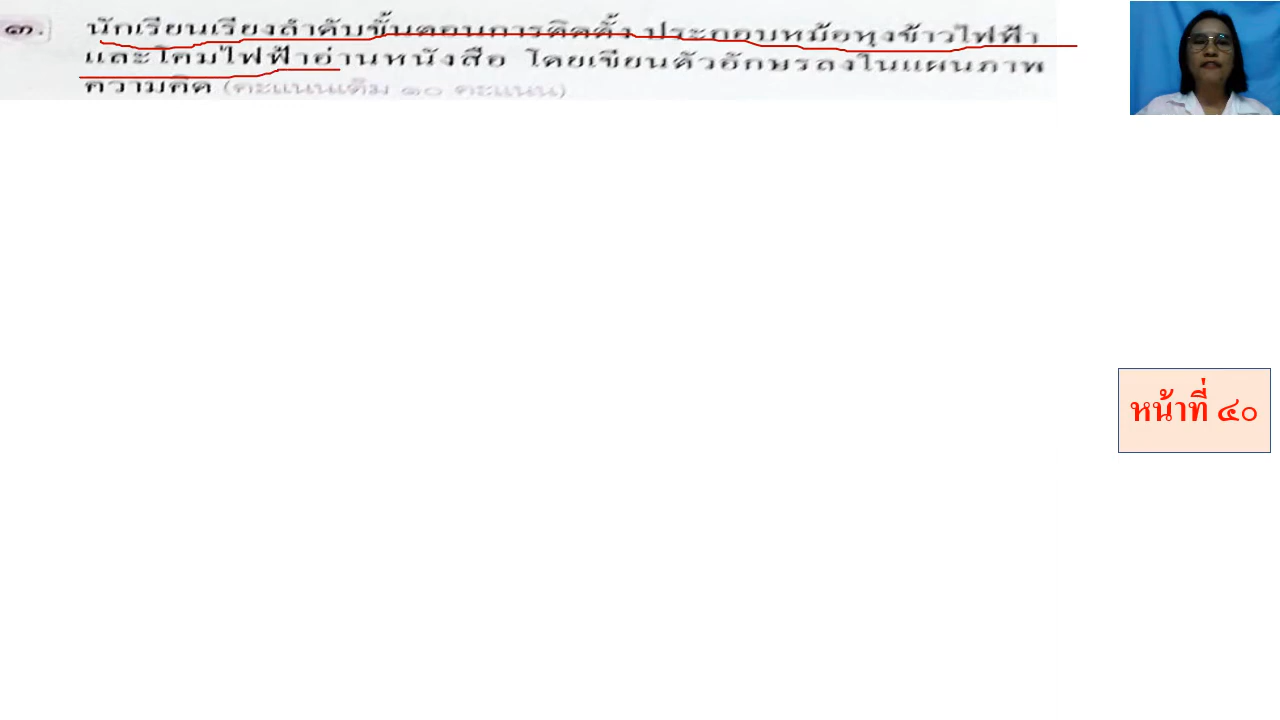 ๓. นักเรียนเรียงลำดับขั้นตอนการติดตั้ง ประกอบหม้อหุงข้าวไฟฟ้า
และโคมไฟฟ้าอ่านหนังสือ โดยเขียนตัวอักษรลงในแผนภาพ
ความคิด (คะแนนเต็ม ๑๐ คะแนน)
หน้าที่ ๔๐